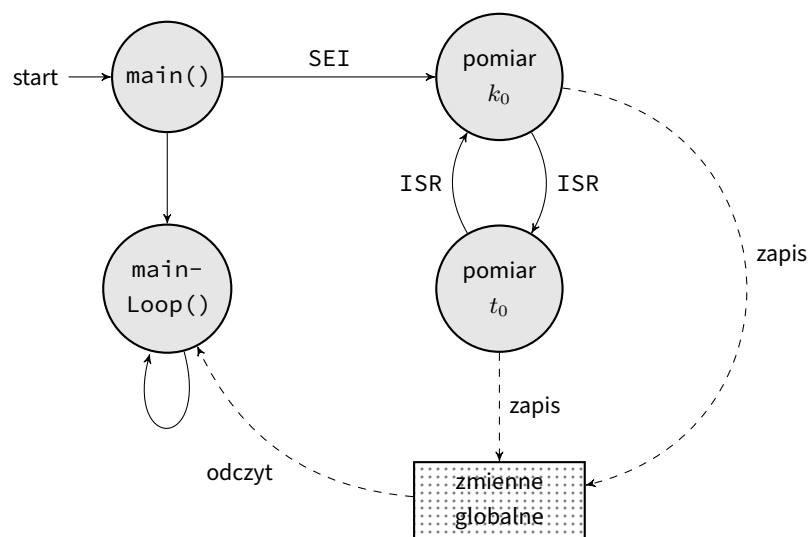 start
main()
SEI
pomiar
k₀
ISR
ISR
zapis
main-
Loop()
pomiar
t₀
zapis
odczyt
zmienne
globalne